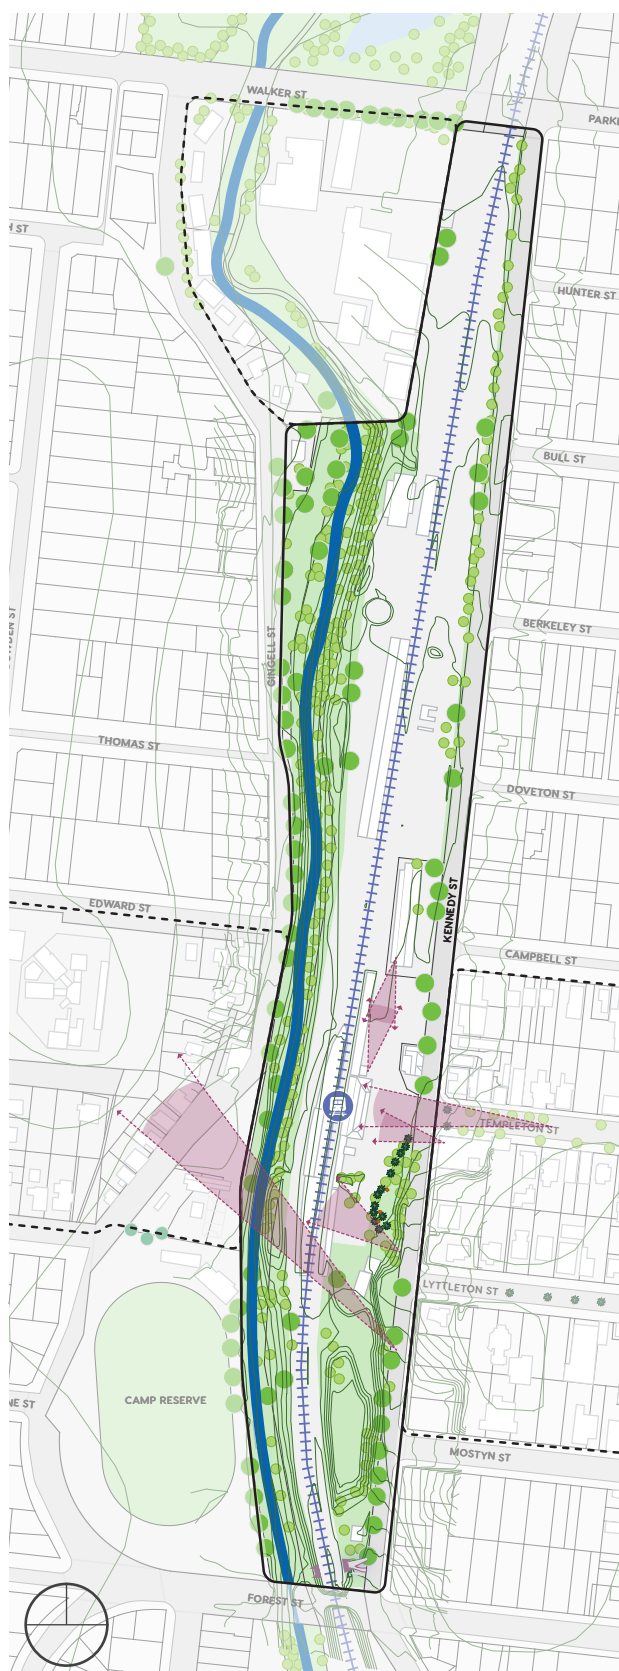 WALKER ST
HUNTER ST
BULL ST
BERKELEY ST
GINGELL ST
THOMAS ST
DOVETON ST
KENNEDY ST
EDWARD ST
CAMPBELL ST
TEMPLETON ST
LYTTLETON ST
CAMP RESERVE
MOSTYN ST
FOREST ST